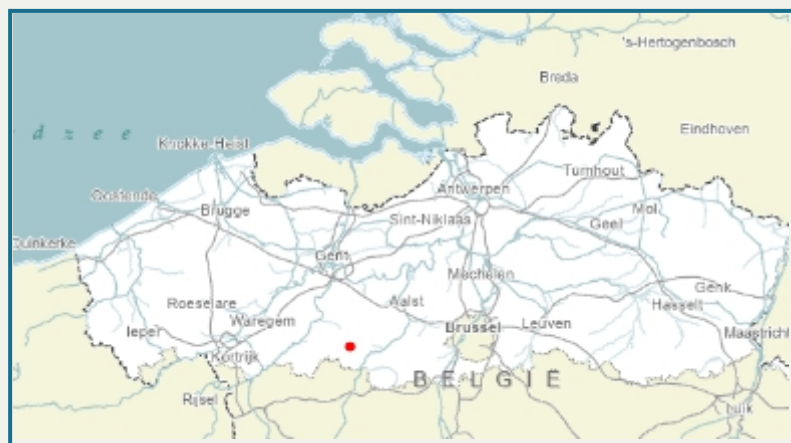 's-Hertogenbosch
Breda
Eindhoven
d z e e
Knokke-Heist
Turnhout
Antwerpen
Oostende
Mol
Brugge
Sint-Niklaas
Geel
Duinkerke
Gent
Mechelen
Genk
Roeselare
Aalst
Hasselt
Waregem
Ieper
Brussel
Leuven
Maastricht
Kortrijk
BELGIË
Rijsel
Luik